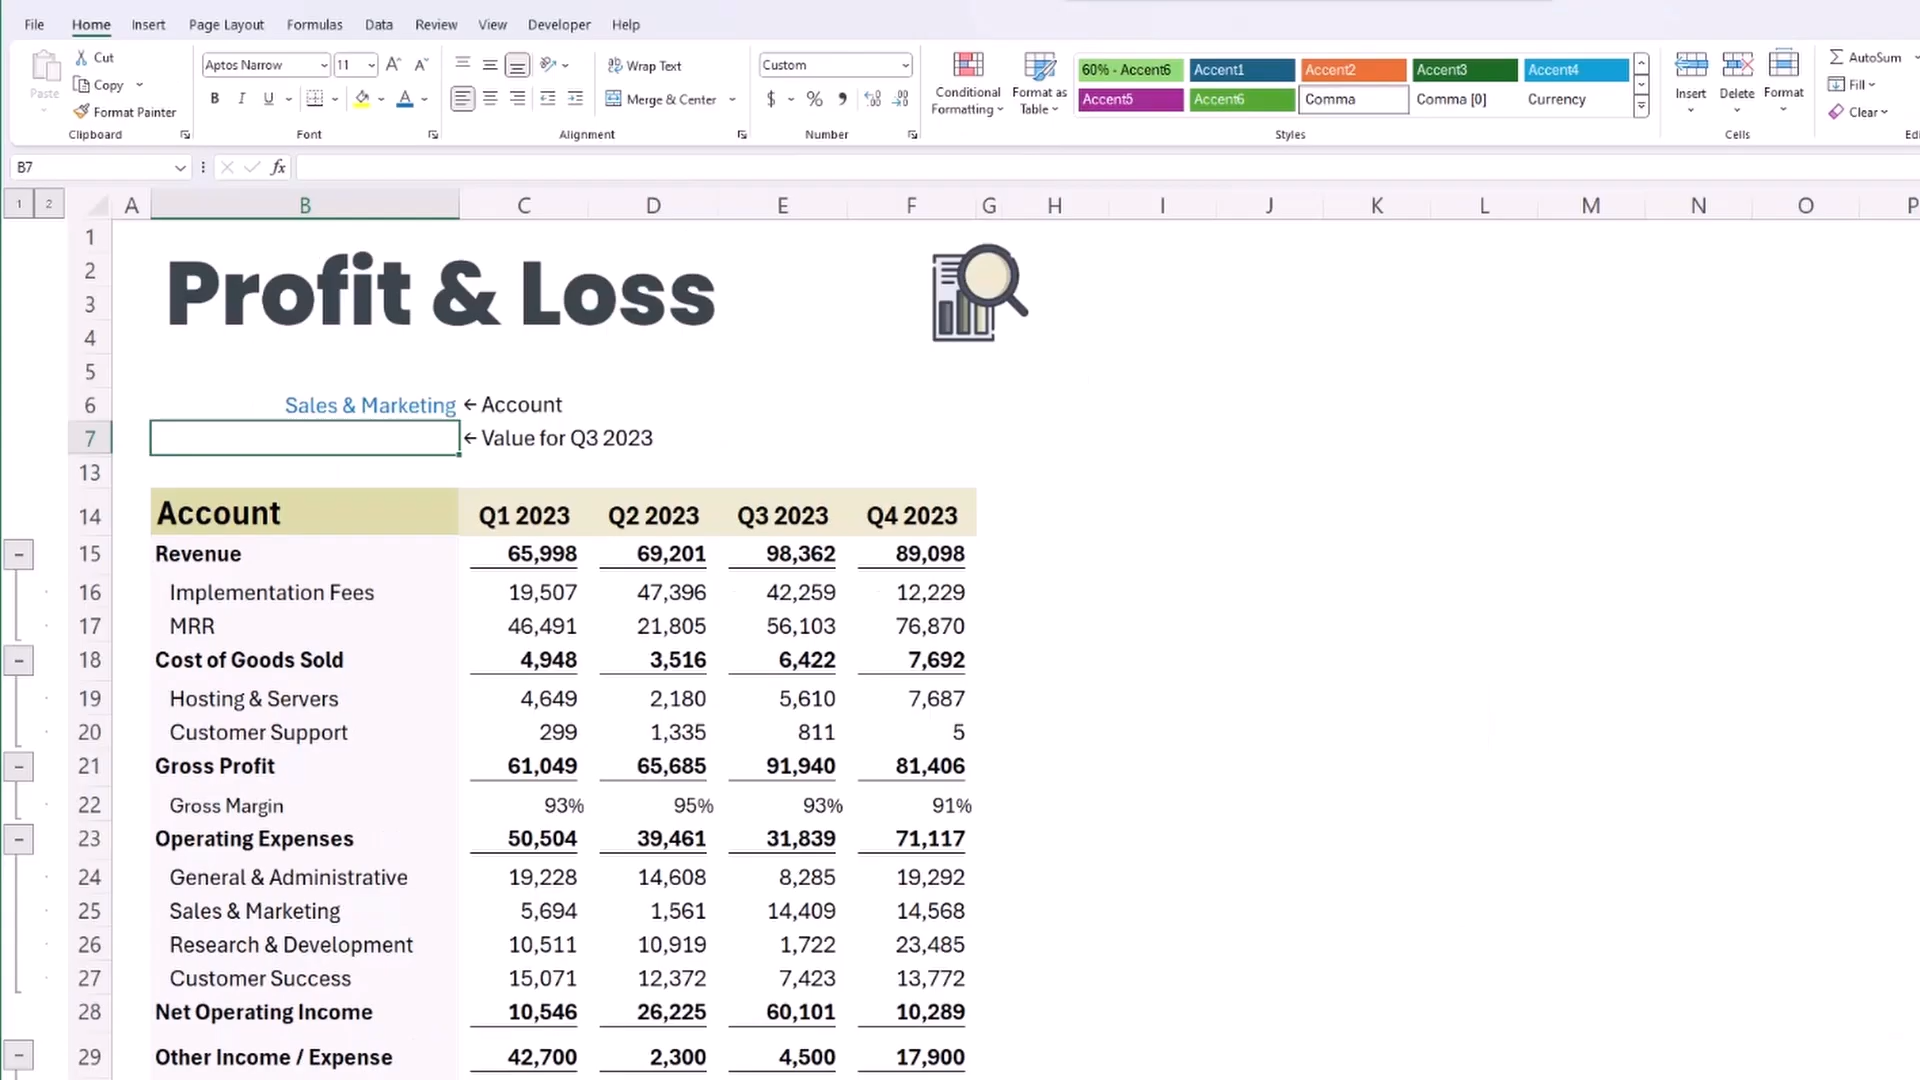 File Home Insert Page Layout Formulas Data Review View Developer Help
Paste Cut Copy Format Painter Clipboard
Aptos Narrow 11 A A B I U A Font
Wrap Text Merge & Center Alignment
Custom $ % Number
Conditional Formatting Format as Table
60% - Accent6 Accent1 Accent2 Accent3 Accent4
Accent5 Accent6 Comma Comma [0] Currency
Styles
Insert Delete Format Cells
AutoSum Fill Clear
B7 fx
1 2 A B C D E F G H I J K L M N O P
1
2
3
4
Profit & Loss
5
6 Sales & Marketing ← Account
7 ← Value for Q3 2023
13
14 Account Q1 2023 Q2 2023 Q3 2023 Q4 2023
15 Revenue 65,998 69,201 98,362 89,098
16 Implementation Fees 19,507 47,396 42,259 12,229
17 MRR 46,491 21,805 56,103 76,870
18 Cost of Goods Sold 4,948 3,516 6,422 7,692
19 Hosting & Servers 4,649 2,180 5,610 7,687
20 Customer Support 299 1,335 811 5
21 Gross Profit 61,049 65,685 91,940 81,406
22 Gross Margin 93% 95% 93% 91%
23 Operating Expenses 50,504 39,461 31,839 71,117
24 General & Administrative 19,228 14,608 8,285 19,292
25 Sales & Marketing 5,694 1,561 14,409 14,568
26 Research & Development 10,511 10,919 1,722 23,485
27 Customer Success 15,071 12,372 7,423 13,772
28 Net Operating Income 10,546 26,225 60,101 10,289
29 Other Income / Expense 42,700 2,300 4,500 17,900